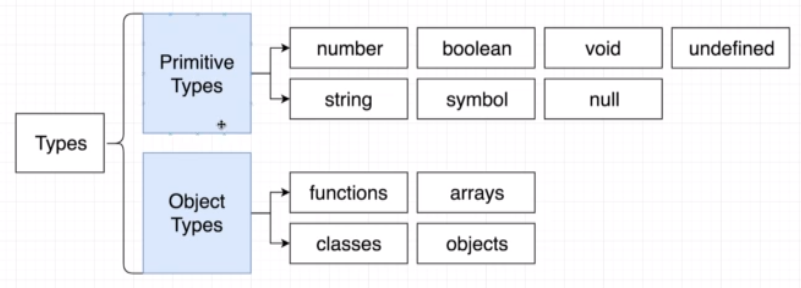 Types
Primitive
Types
number
boolean
void
undefined
string
symbol
null
Object
Types
functions
arrays
classes
objects